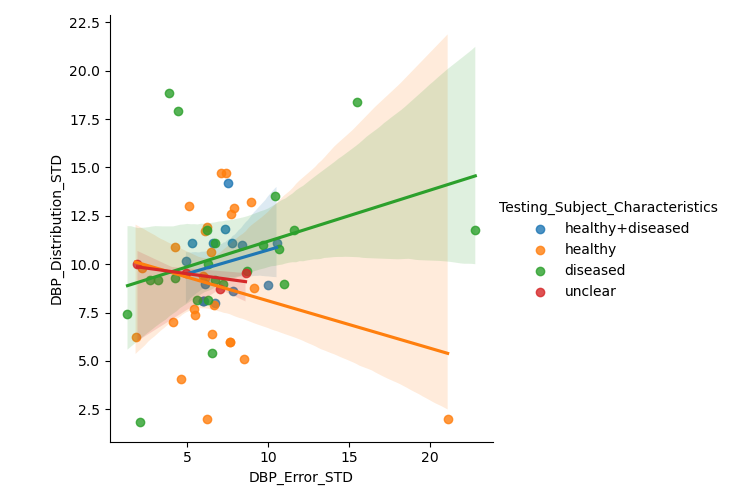 22.5
20.0
17.5
15.0
12.5
10.0
7.5
5.0
2.5
DBP_Distribution_STD
5
10
15
20
DBP_Error_STD
Testing_Subject_Characteristics
healthy+diseased
healthy
diseased
unclear